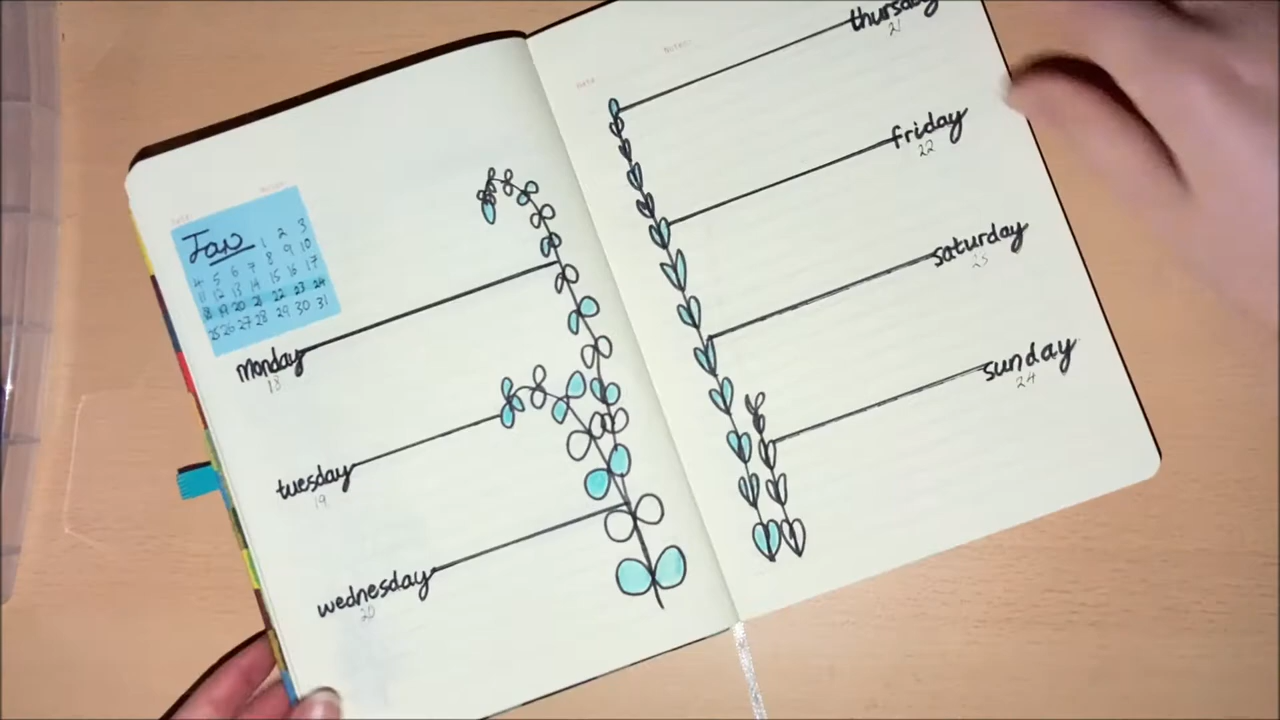 Jan
1 2 3
4 5 6 7 8 9 10
11 12 13 14 15 16 17
18 19 20 21 22 23 24
25 26 27 28 29 30 31
monday
18
tuesday
19
wednesday
20
Date
Notes:
thursday
21
friday
22
saturday
23
sunday
24